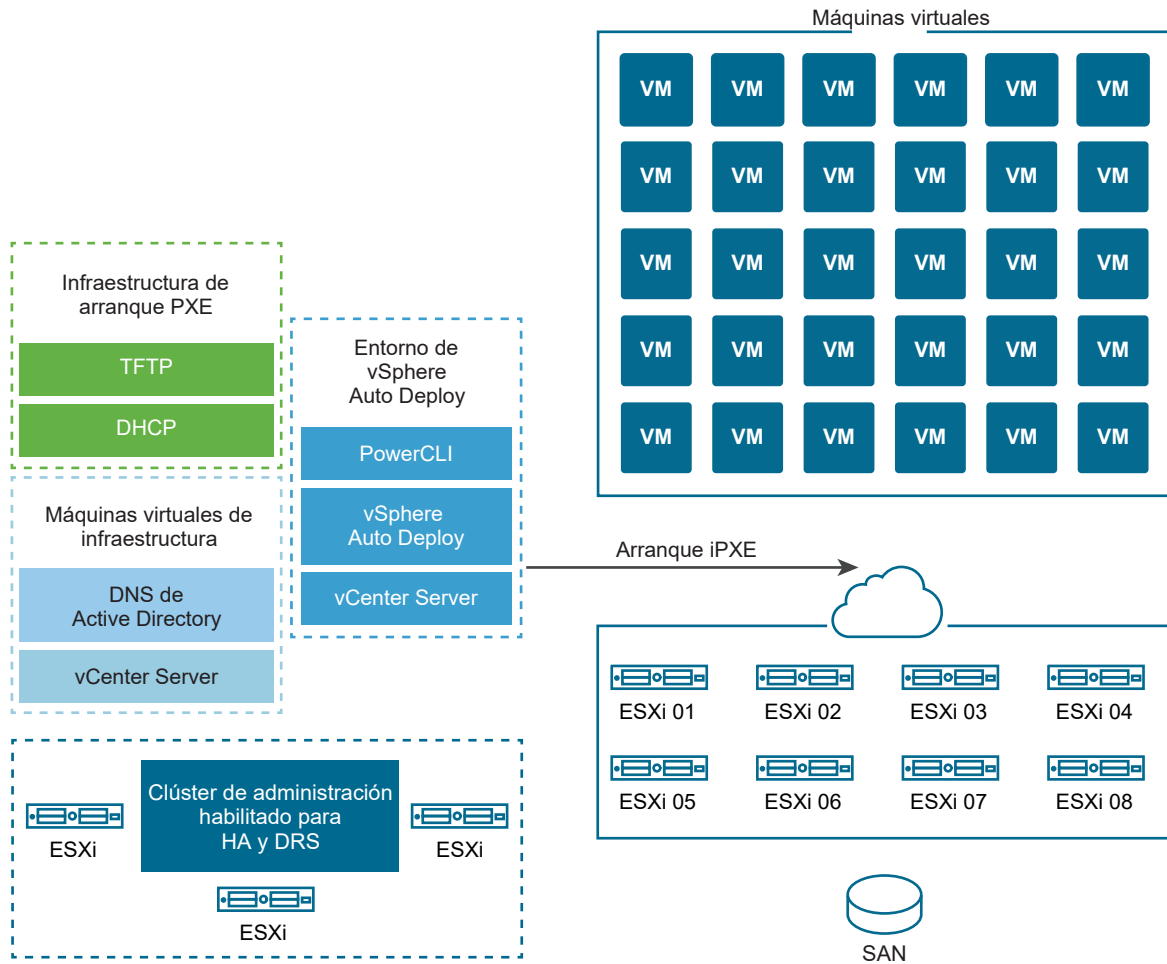 Máquinas virtuales
VM VM VM VM VM VM
VM VM VM VM VM VM
VM VM VM VM VM VM
VM VM VM VM VM VM
VM VM VM VM VM VM
Infraestructura de
arranque PXE
TFTP
DHCP
Máquinas virtuales de
infraestructura
DNS de
Active Directory
vCenter Server
Entorno de
vSphere
Auto Deploy
PowerCLI
vSphere
Auto Deploy
vCenter Server
Arranque iPXE
ESXi 01 ESXi 02 ESXi 03 ESXi 04
ESXi 05 ESXi 06 ESXi 07 ESXi 08
Clúster de administración
habilitado para
HA y DRS
ESXi
ESXi
ESXi
SAN